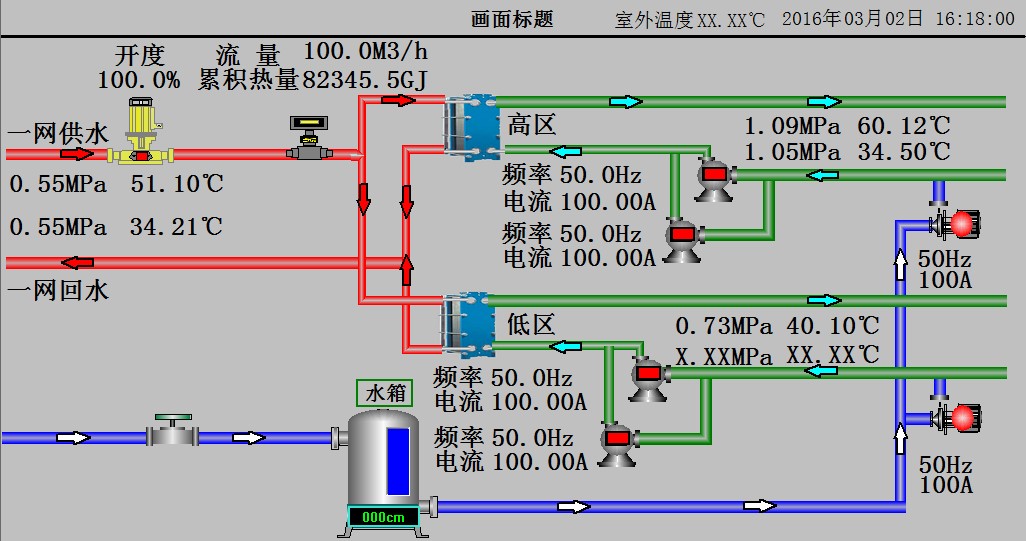 画面标题 室外温度XX.XX℃ 2016年03月02日 16:18:00
开度 流 量 100.0M3/h
100.0% 累积热量82345.5GJ
一网供水
高区
1.09MPa 60.12℃
1.05MPa 34.50℃
0.55MPa 51.10℃
频率 50.0Hz
电流 100.00A
0.55MPa 34.21℃
频率 50.0Hz
电流 100.00A
50Hz
100A
一网回水
低区
0.73MPa 40.10℃
X.XXMPa XX.XX℃
频率 50.0Hz
电流 100.00A
水箱
频率 50.0Hz
电流 100.00A
50Hz
100A
000cm